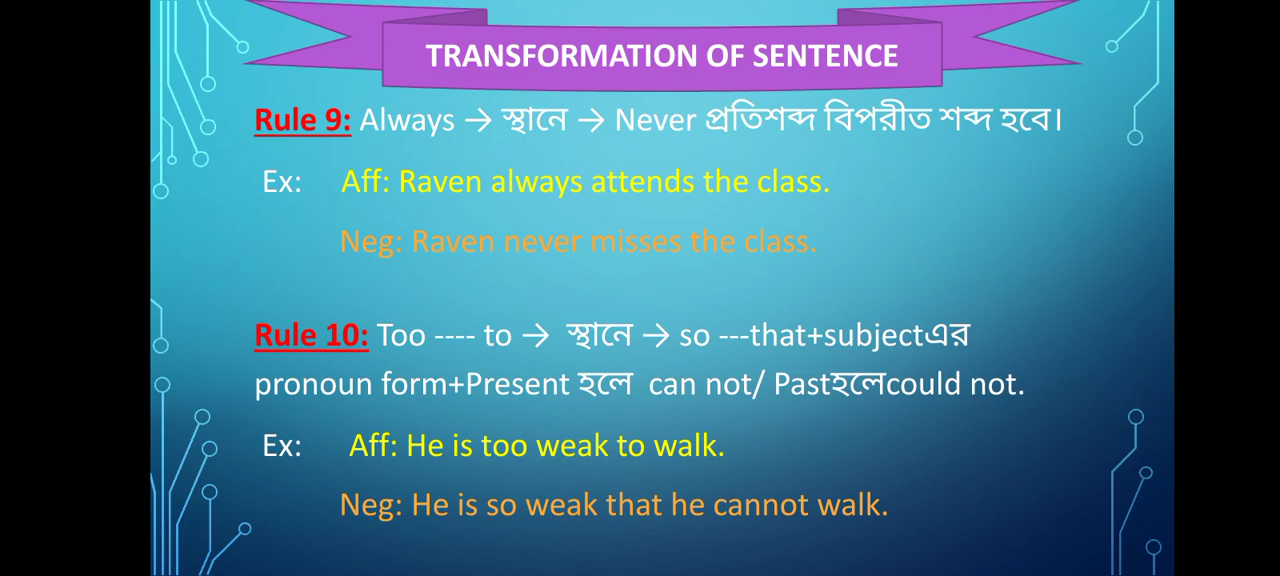 TRANSFORMATION OF SENTENCE
Rule 9: Always → স্থানে → Never প্রতিশব্দ বিপরীত শব্দ হবে।
Ex: Aff: Raven always attends the class.
Neg: Raven never misses the class.
Rule 10: Too ---- to → স্থানে → so ---that+subjectএর
pronoun form+Present হলে can not/ Pastহলেcould not.
Ex: Aff: He is too weak to walk.
Neg: He is so weak that he cannot walk.